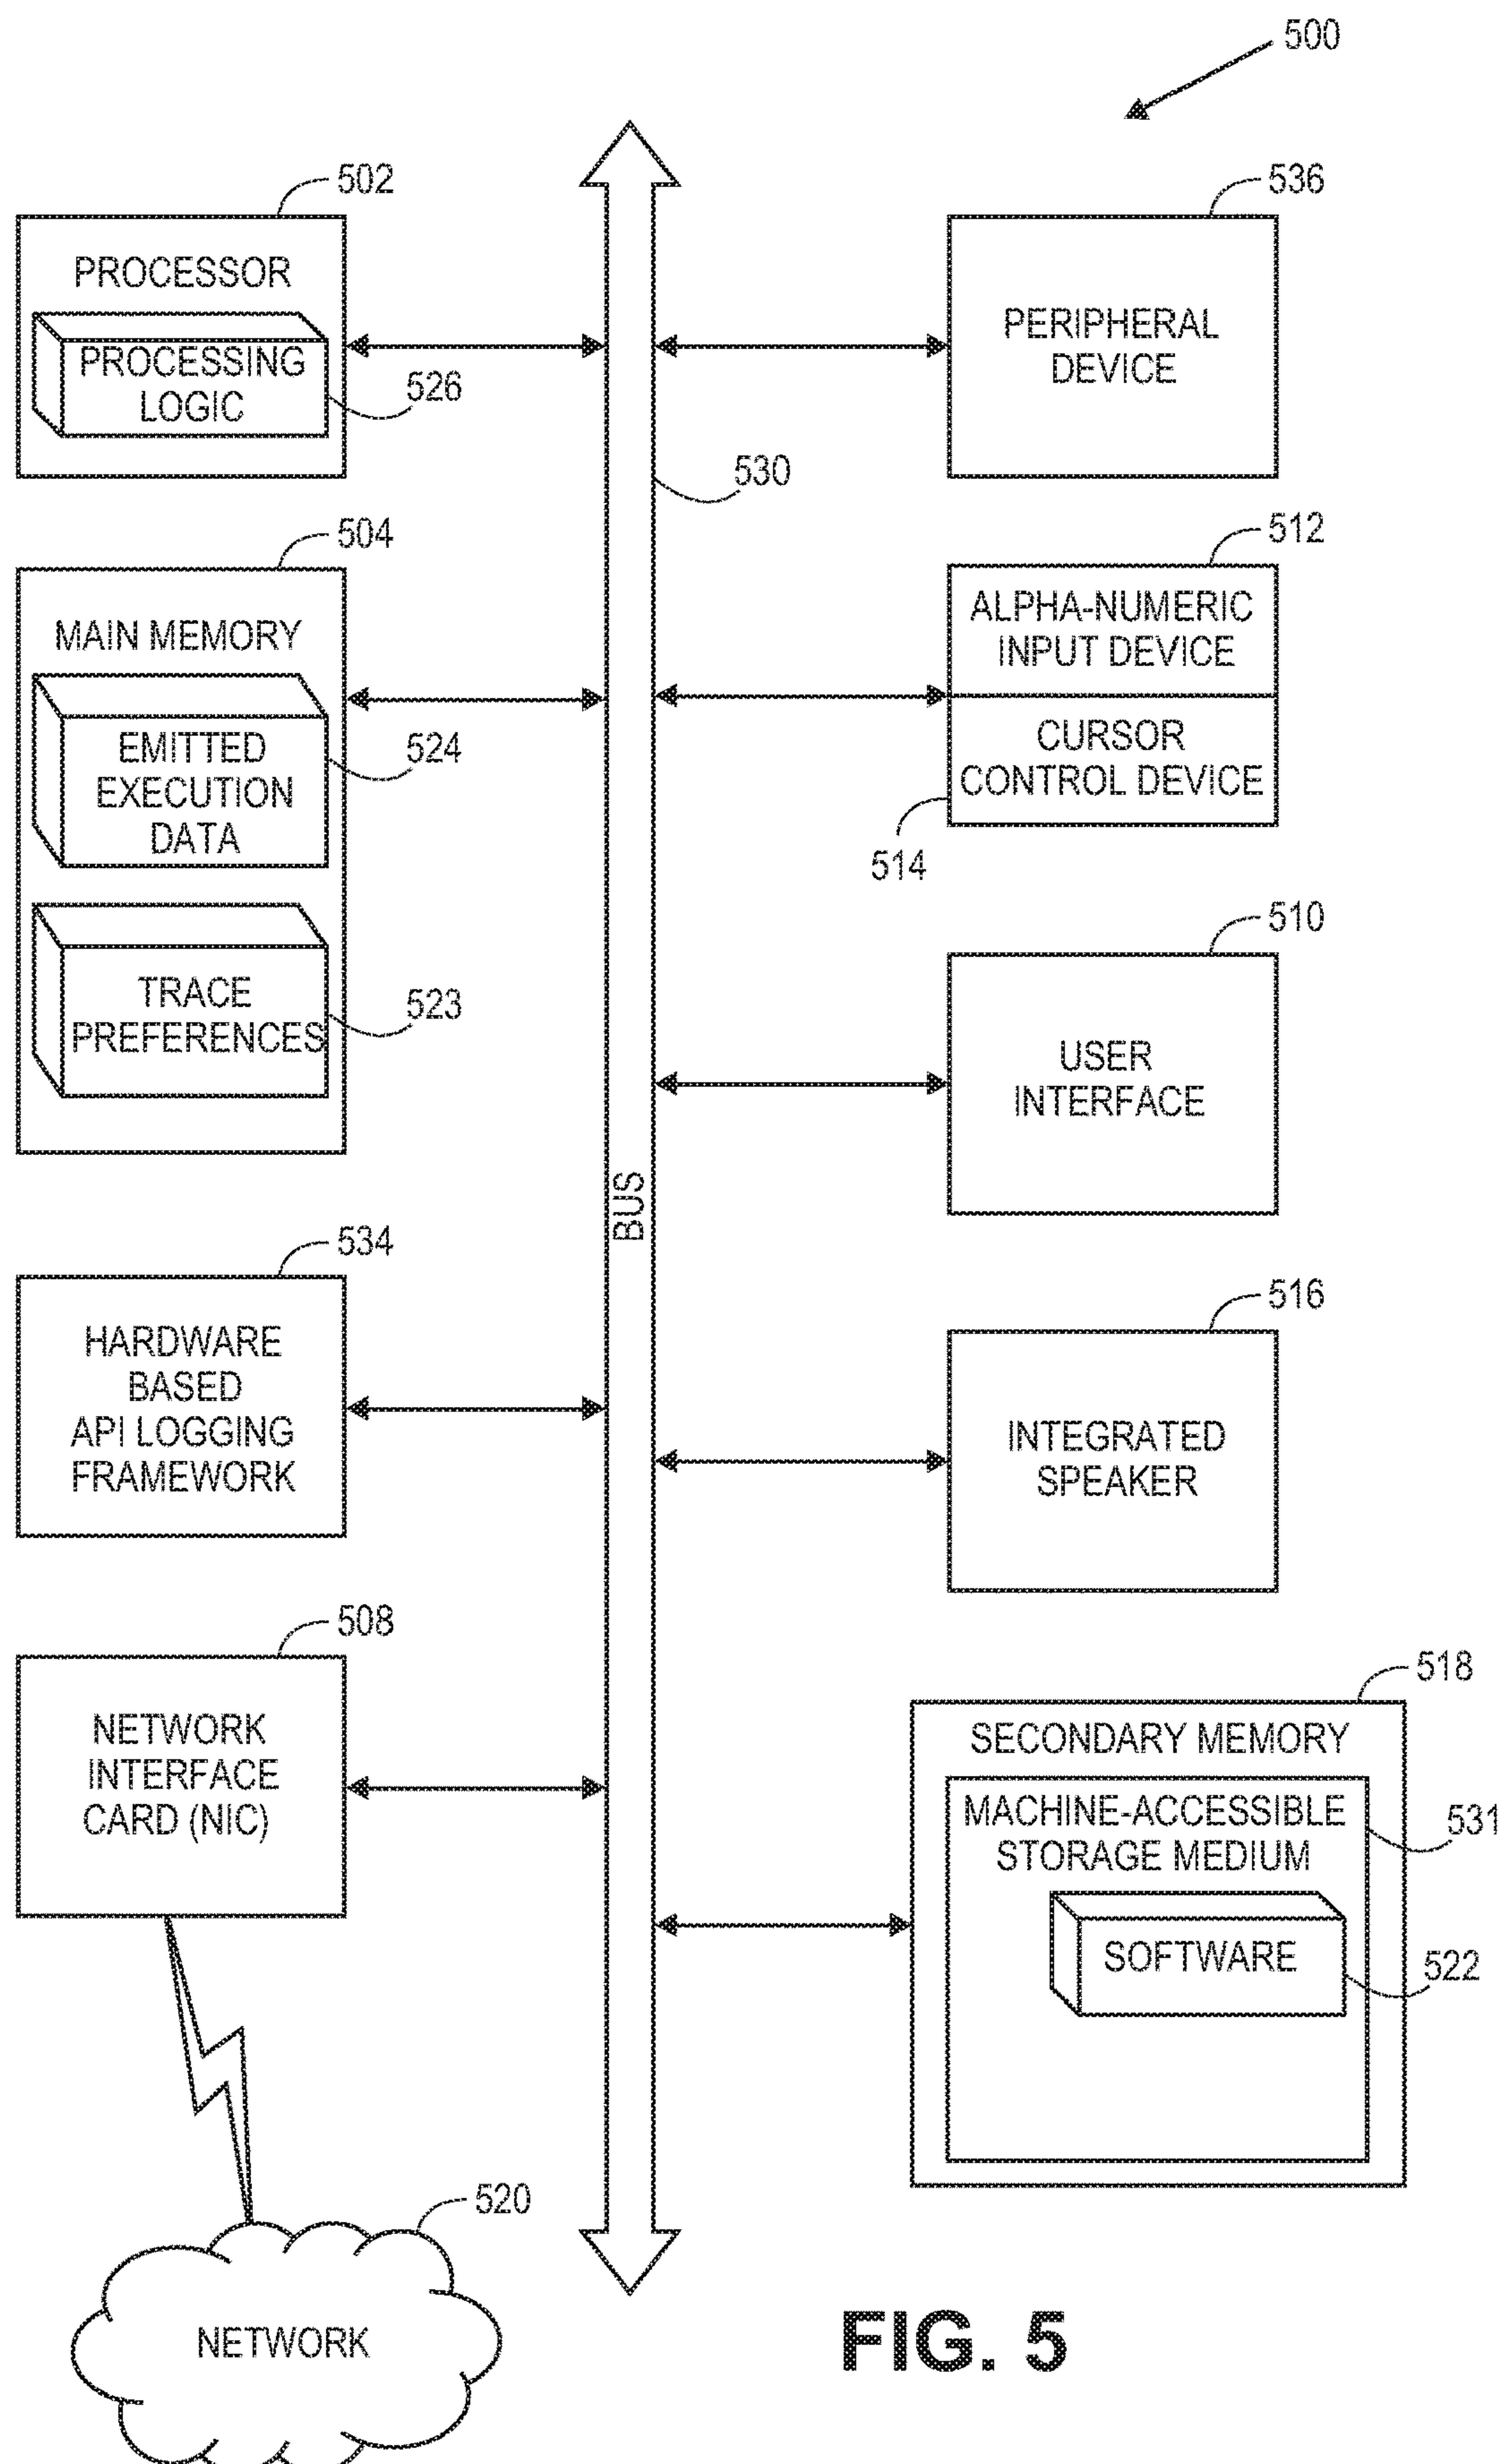 500
502
PROCESSOR
PROCESSING
LOGIC
526
504
MAIN MEMORY
EMITTED
EXECUTION
DATA
524
TRACE
PREFERENCES
523
534
HARDWARE
BASED
API LOGGING
FRAMEWORK
508
NETWORK
INTERFACE
CARD (NIC)
520
NETWORK
530
BUS
536
PERIPHERAL
DEVICE
512
ALPHA-NUMERIC
INPUT DEVICE
CURSOR
CONTROL DEVICE
514
510
USER
INTERFACE
516
INTEGRATED
SPEAKER
518
SECONDARY MEMORY
MACHINE-ACCESSIBLE
STORAGE MEDIUM
531
SOFTWARE
522
FIG. 5